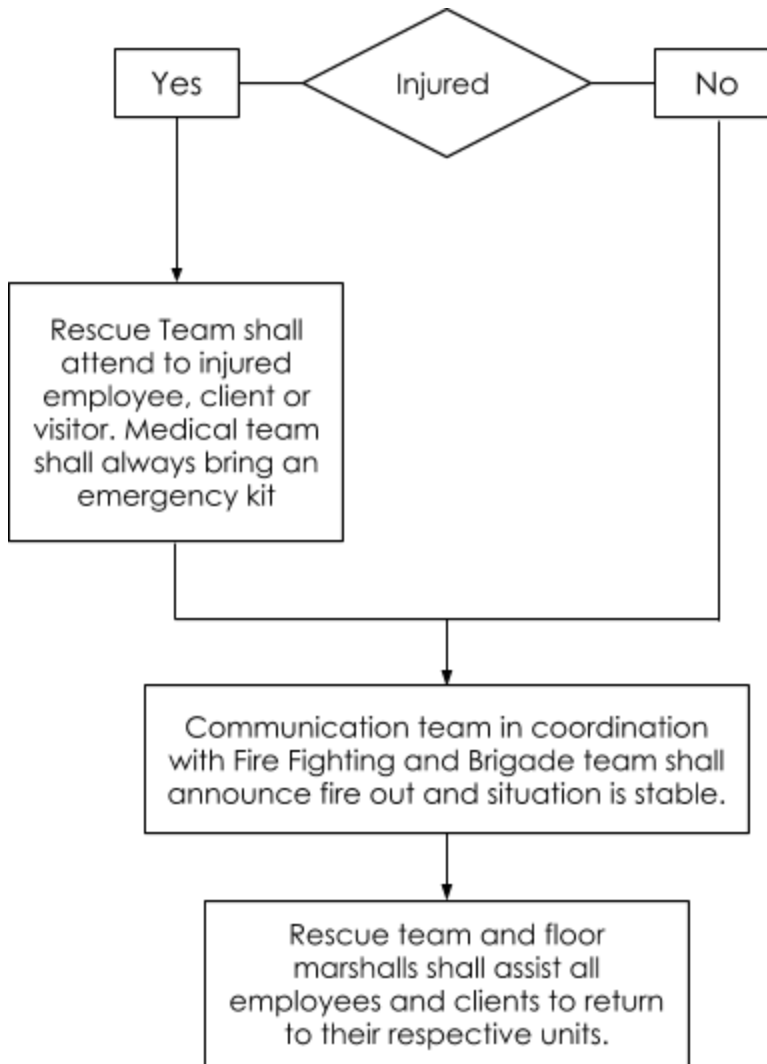 Yes
Injured
No
Rescue Team shall
attend to injured
employee, client or
visitor. Medical team
shall always bring an
emergency kit
Communication team in coordination
with Fire Fighting and Brigade team shall
announce fire out and situation is stable.
Rescue team and floor
marshalls shall assist all
employees and clients to return
to their respective units.